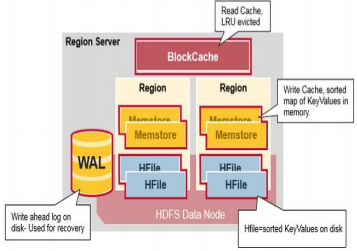 Read Cache,
LRU evicted
Region Server
BlockCache
Region
Region
Write Cache, sorted
map of KeyValues in
memory.
Memstore
Memstore
Memstore
Memstore
WAL
HFile
HFile
HFile
HFile
Write ahead log on
disk- Used for recovery
HDFS Data Node
Hfile=sorted KeyValues on disk